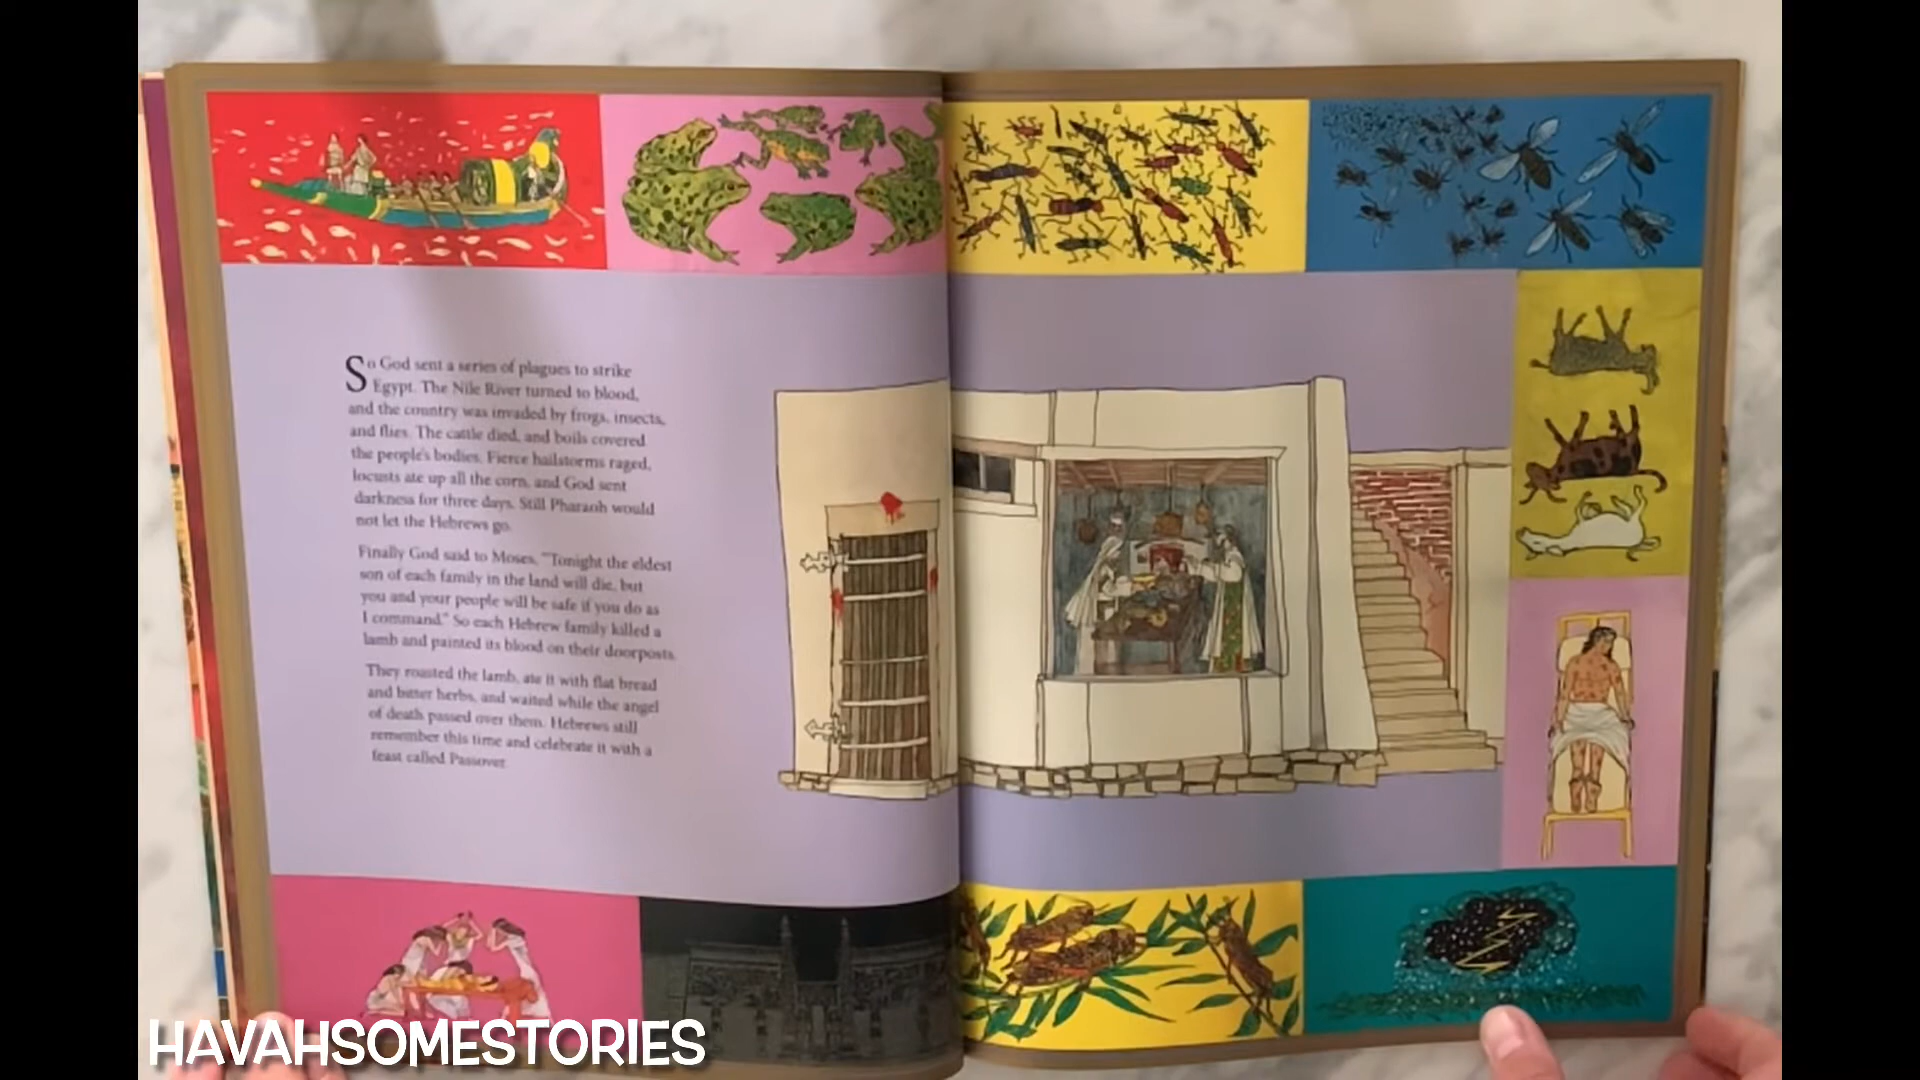 So God sent a series of plagues to strike
Egypt. The Nile River turned to blood,
and the country was invaded by frogs, insects,
and flies. The cattle died, and boils covered
the people's bodies. Fierce hailstorms raged,
locusts ate up all the corn, and God sent
darkness for three days. Still Pharaoh would
not let the Hebrews go.
Finally God said to Moses, "Tonight the eldest
son of each family in the land will die, but
you and your people will be safe if you do as
I command." So each Hebrew family killed a
lamb and painted its blood on their doorposts.
They roasted the lamb, ate it with flat bread
and bitter herbs, and waited while the angel
of death passed over them. Hebrews still
remember this time and celebrate it with a
feast called Passover.
HAVAHSOMESTORIES